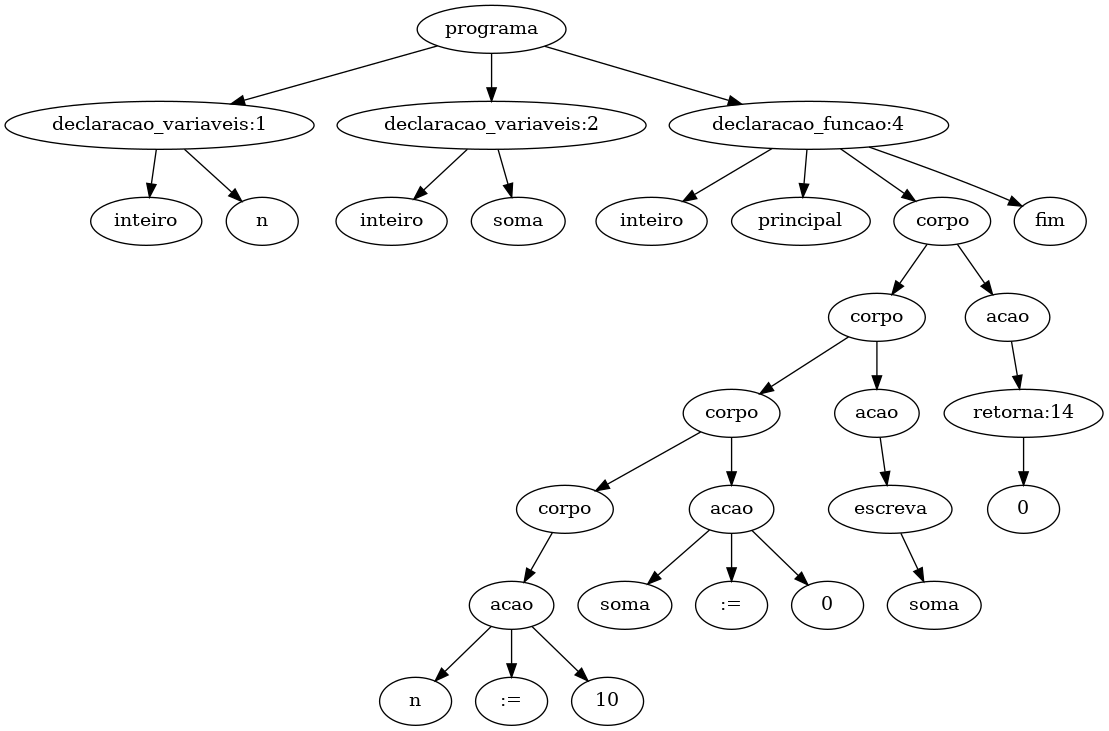 programa
declaracao_variaveis:1
declaracao_variaveis:2
declaracao_funcao:4
inteiro
n
inteiro
soma
inteiro
principal
corpo
fim
corpo
acao
corpo
acao
retorna:14
corpo
acao
escreva
0
acao
soma
:=
0
soma
n
:=
10